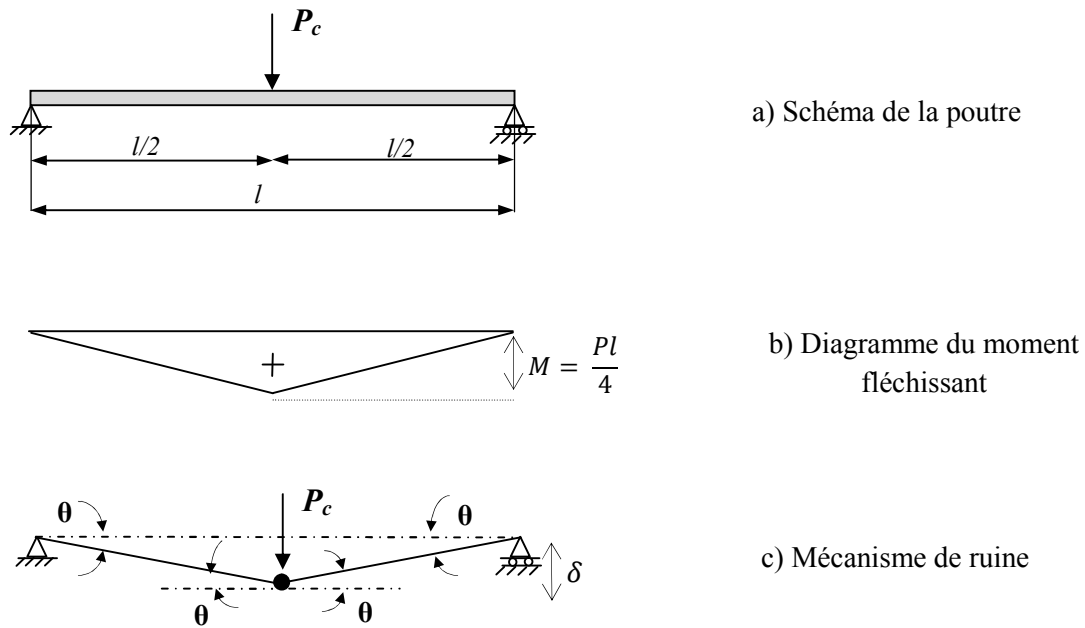 P_c
a) Schéma de la poutre
l/2 l/2
l
M = Pl/4
b) Diagramme du moment
fléchissant
P_c
θ θ
c) Mécanisme de ruine
δ
θ θ